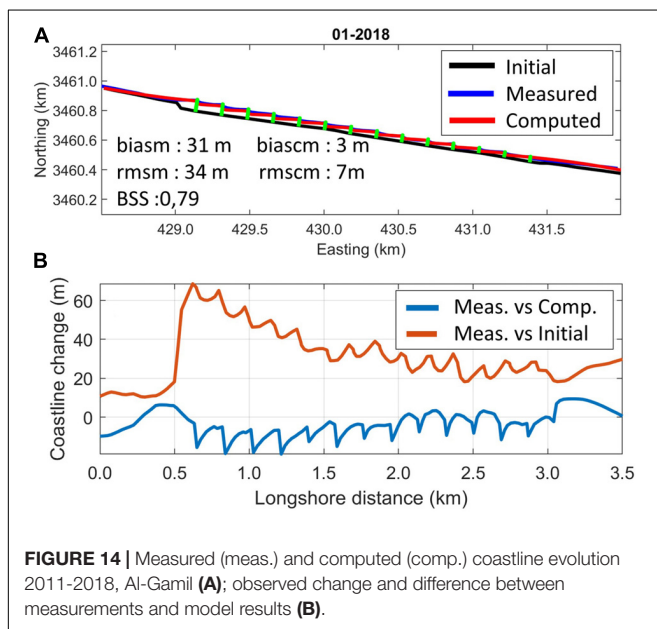 A
01-2018
3461.2
3461.0
3460.8
3460.6
3460.4
3460.2
Northing (km)
Initial
Measured
Computed
biasm : 31 m biascm : 3 m
rmsm : 34 m rmscm : 7m
BSS :0,79
429.0 429.5 430.0 430.5 431.0 431.5
Easting (km)
B
60
40
20
0
Coastline change (m)
Meas. vs Comp.
Meas. vs Initial
0.0 0.5 1.0 1.5 2.0 2.5 3.0 3.5
Longshore distance (km)
FIGURE 14 | Measured (meas.) and computed (comp.) coastline evolution
2011-2018, Al-Gamil (A); observed change and difference between
measurements and model results (B).